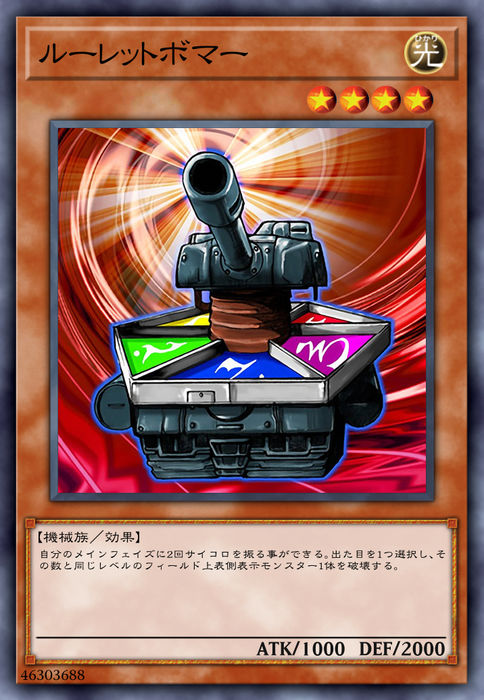 ルーレットボマー
ひかり
光
【機械族／効果】
自分のメインフェイズに2回サイコロを振る事ができる。出た目を1つ選択し、そ
の数と同じレベルのフィールド上表側表示モンスター1体を破壊する。
ATK/1000 DEF/2000
46303688